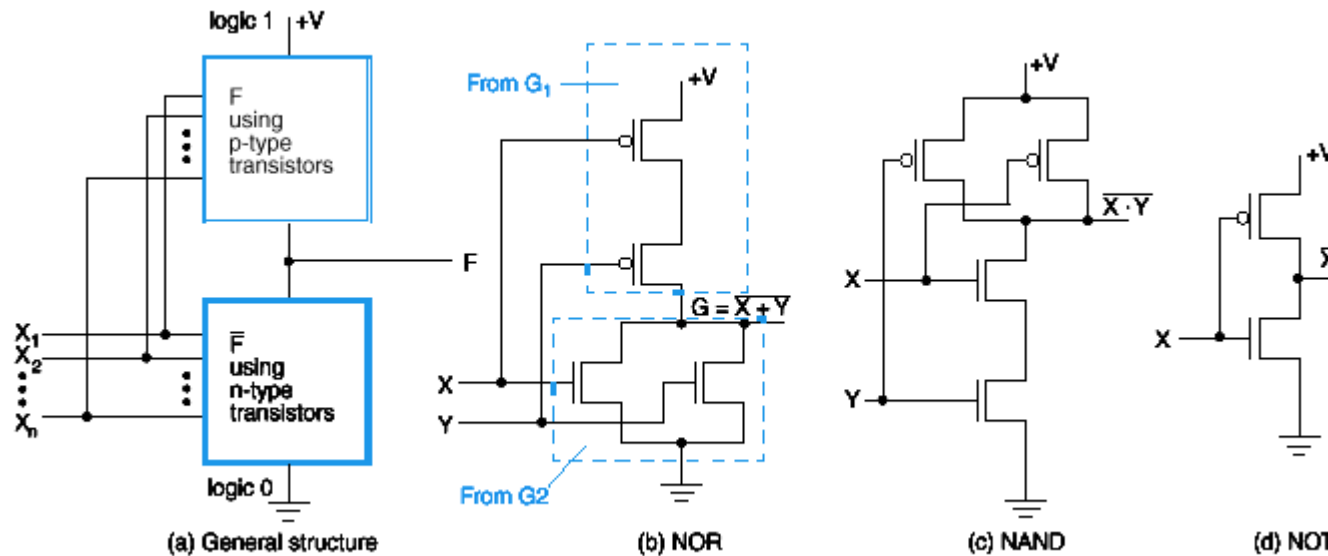 logic 1 +V
F
using
p-type
transistors
F
X₁
X₂
Xₙ
F̅
using
n-type
transistors
logic 0
(a) General structure
From G₁
+V
G = X̅ ̅+̅ ̅Y̅
X
Y
From G2
(b) NOR
+V
X̅ ̅·̅ ̅Y̅
X
Y
(c) NAND
+V
X
(d) NOT